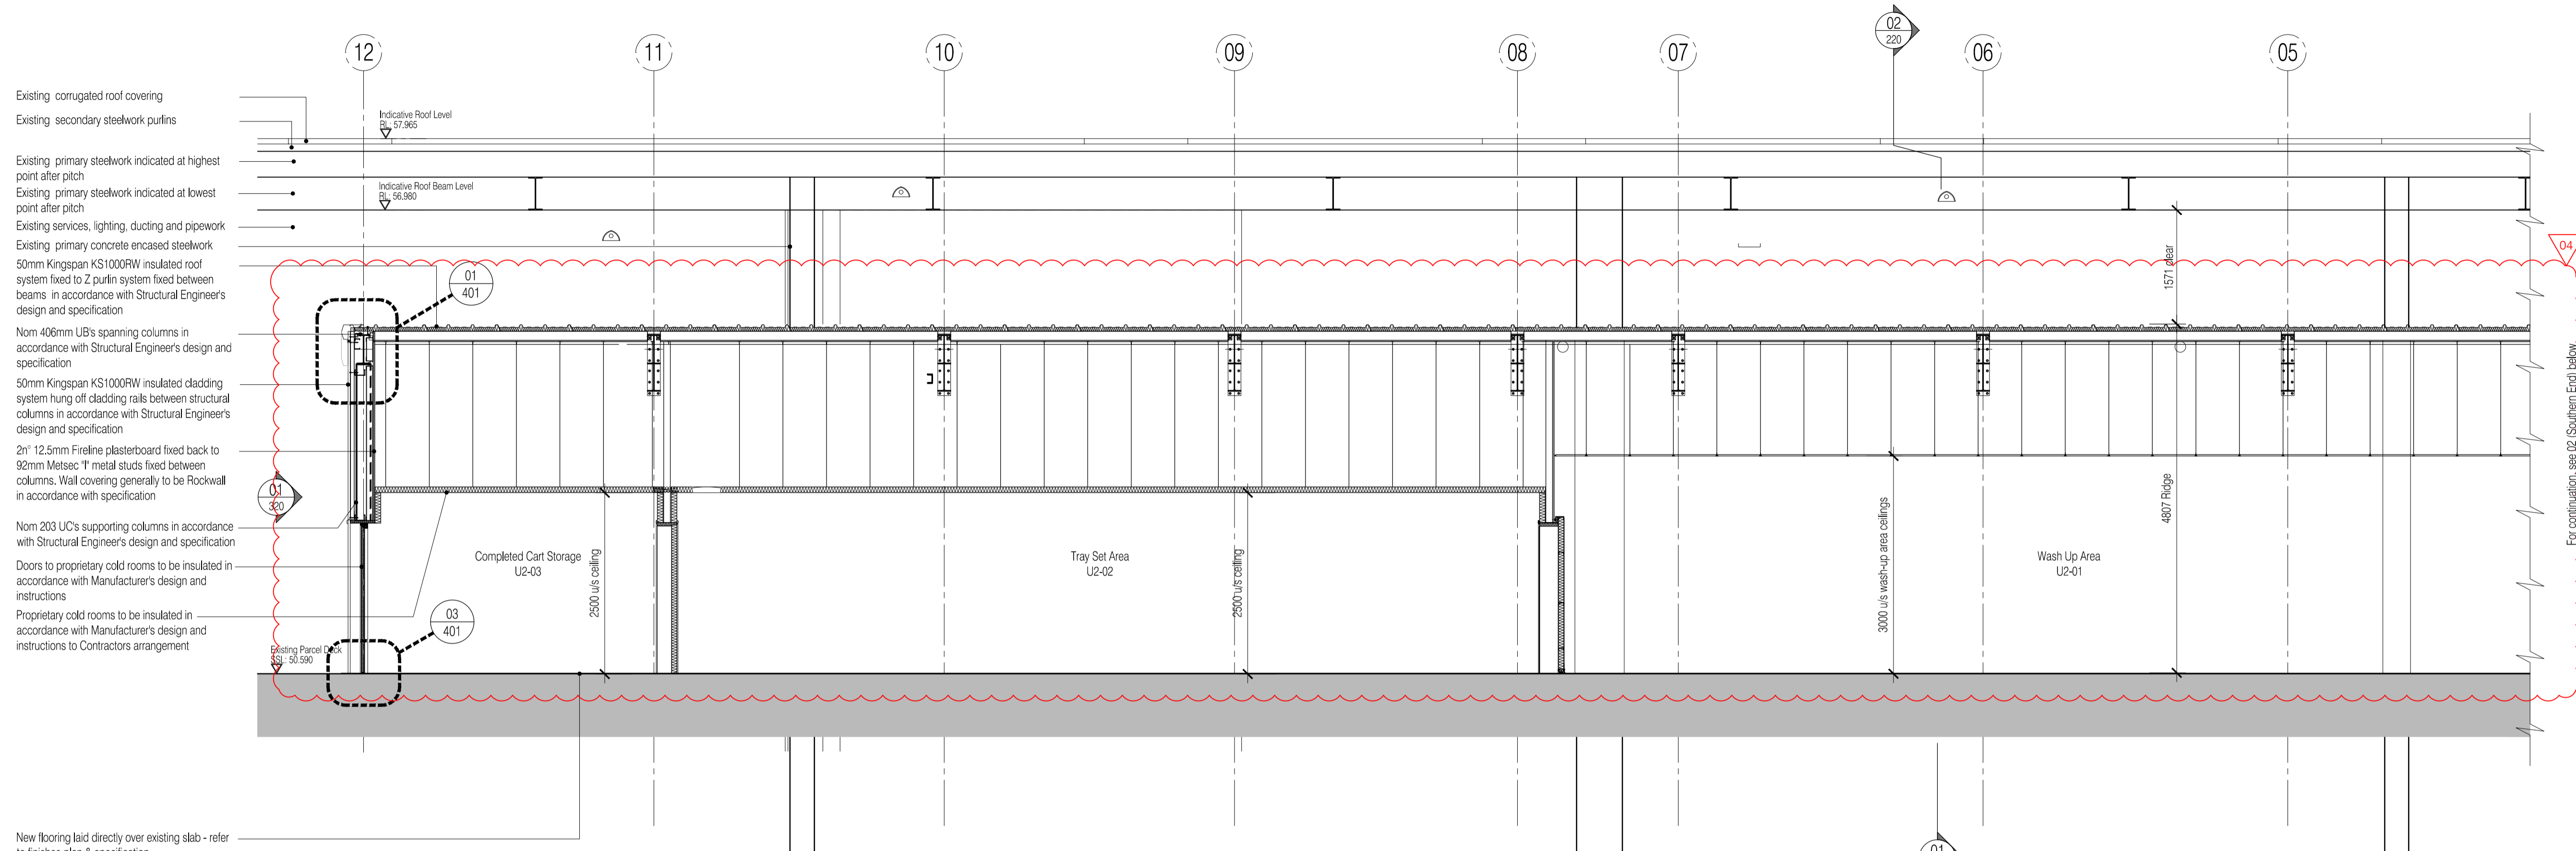 12
11
10
09
08
07
02
220
06
05
Existing corrugated roof covering
Existing secondary steelwork purlins
Existing primary steelwork indicated at highest
point after pitch
Existing primary steelwork indicated at lowest
point after pitch
Existing services, lighting, ducting and pipework
Existing primary concrete encased steelwork
50mm Kingspan KS1000RW insulated roof
system fixed to Z purlin system fixed between
beams in accordance with Structural Engineer's
design and specification
Nom 406mm UB's spanning columns in
accordance with Structural Engineer's design and
specification
50mm Kingspan KS1000RW insulated cladding
system hung off cladding rails between structural
columns in accordance with Structural Engineer's
design and specification
2n° 12.5mm Fireline plasterboard fixed back to
92mm Metsec "I" metal studs fixed between
columns. Wall covering generally to be Rockwall
in accordance with specification
Nom 203 UC's supporting columns in accordance
with Structural Engineer's design and specification
Doors to proprietary cold rooms to be insulated in
accordance with Manufacturer's design and
instructions
Proprietary cold rooms to be insulated in
accordance with Manufacturer's design and
instructions to Contractors arrangement
New flooring laid directly over existing slab - refer
to finishes plan & specification
Indicative Roof Level
RL: 57.965
Indicative Roof Beam Level
RL: 56.980
01
401
01
320
03
401
Existing Parcel Deck
SSL: 50.590
Completed Cart Storage
U2-03
2500 u/s ceiling
Tray Set Area
U2-02
2500 u/s ceiling
3000 u/s wash-up area ceilings
Wash Up Area
U2-01
1571 clear
4807 Ridge
04
For continuation, see 02 (Southern End) below.
01